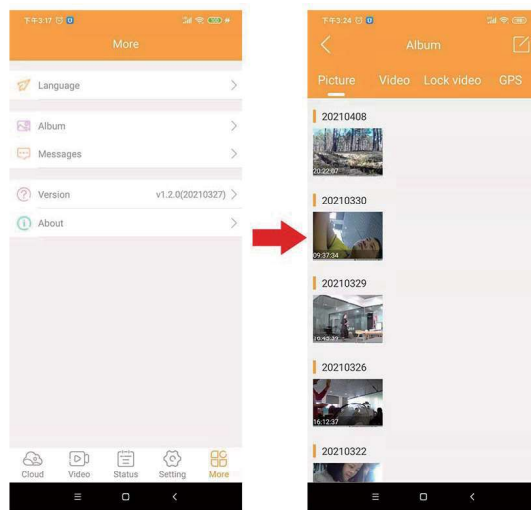 下午3:17
More
Language
Album
Messages
Version v1.2.0(20210327)
About
Cloud Video Status Setting More
下午3:24
Album
Picture Video Lock video GPS
20210408
20:22:07
20210330
09:37:34
20210329
20210326
16:12:37
20210322